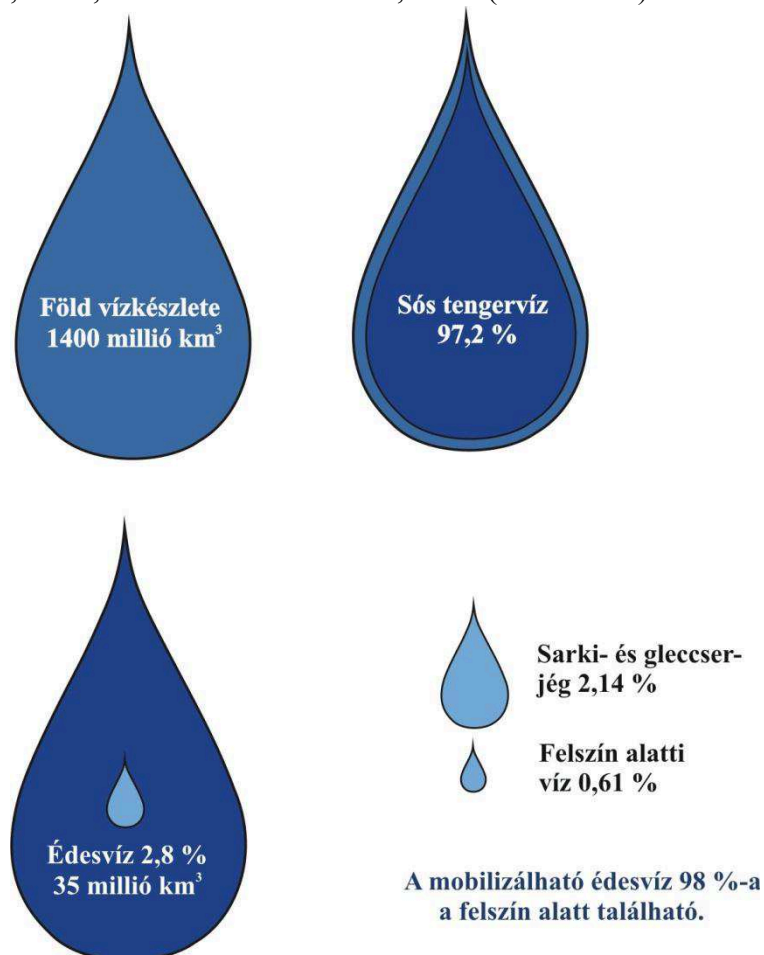 Föld vízkészlete
1400 millió km³
Sós tengervíz
97,2 %
Édesvíz 2,8 %
35 millió km³
Sarki- és gleccser-
jég 2,14 %
Felszín alatti
víz 0,61 %
A mobilizálható édesvíz 98 %-a
a felszín alatt található.